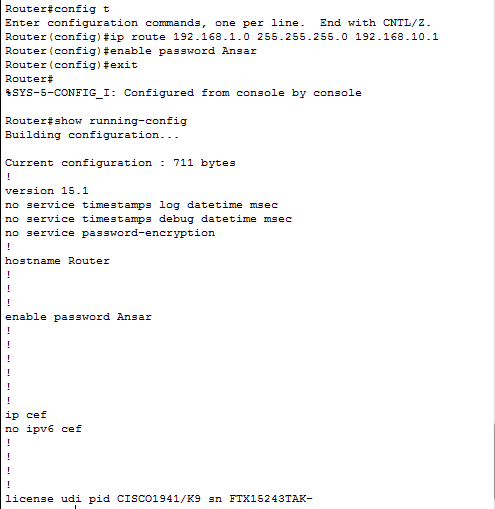 Router#config t
Enter configuration commands, one per line.  End with CNTL/Z.
Router(config)#ip route 192.168.1.0 255.255.255.0 192.168.10.1
Router(config)#enable password Ansar
Router(config)#exit
Router#
%SYS-5-CONFIG_I: Configured from console by console
Router#show running-config
Building configuration...
Current configuration : 711 bytes
!
version 15.1
no service timestamps log datetime msec
no service timestamps debug datetime msec
no service password-encryption
!
hostname Router
!
!
!
enable password Ansar
!
!
!
!
!
!
ip cef
no ipv6 cef
!
!
!
!
license udi pid CISCO1941/K9 sn FTX15243TAK-